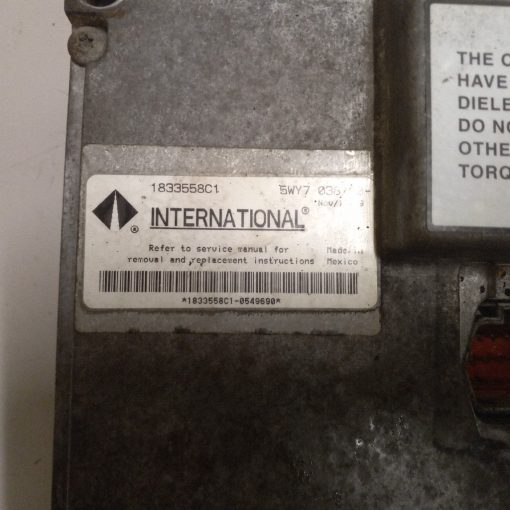 1833558C1 5WY7
INTERNATIONAL®
Refer to service manual for Made
removal and replacement instructions Mexico
*1833558C1-0549690*
THE
HAVE
DIELE
DO NO
OTHE
TORQ